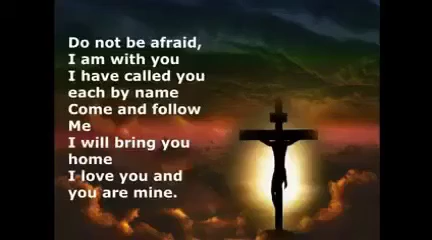 Do not be afraid,
I am with you
I have called you
each by name
Come and follow
Me
I will bring you
home
I love you and
you are mine.